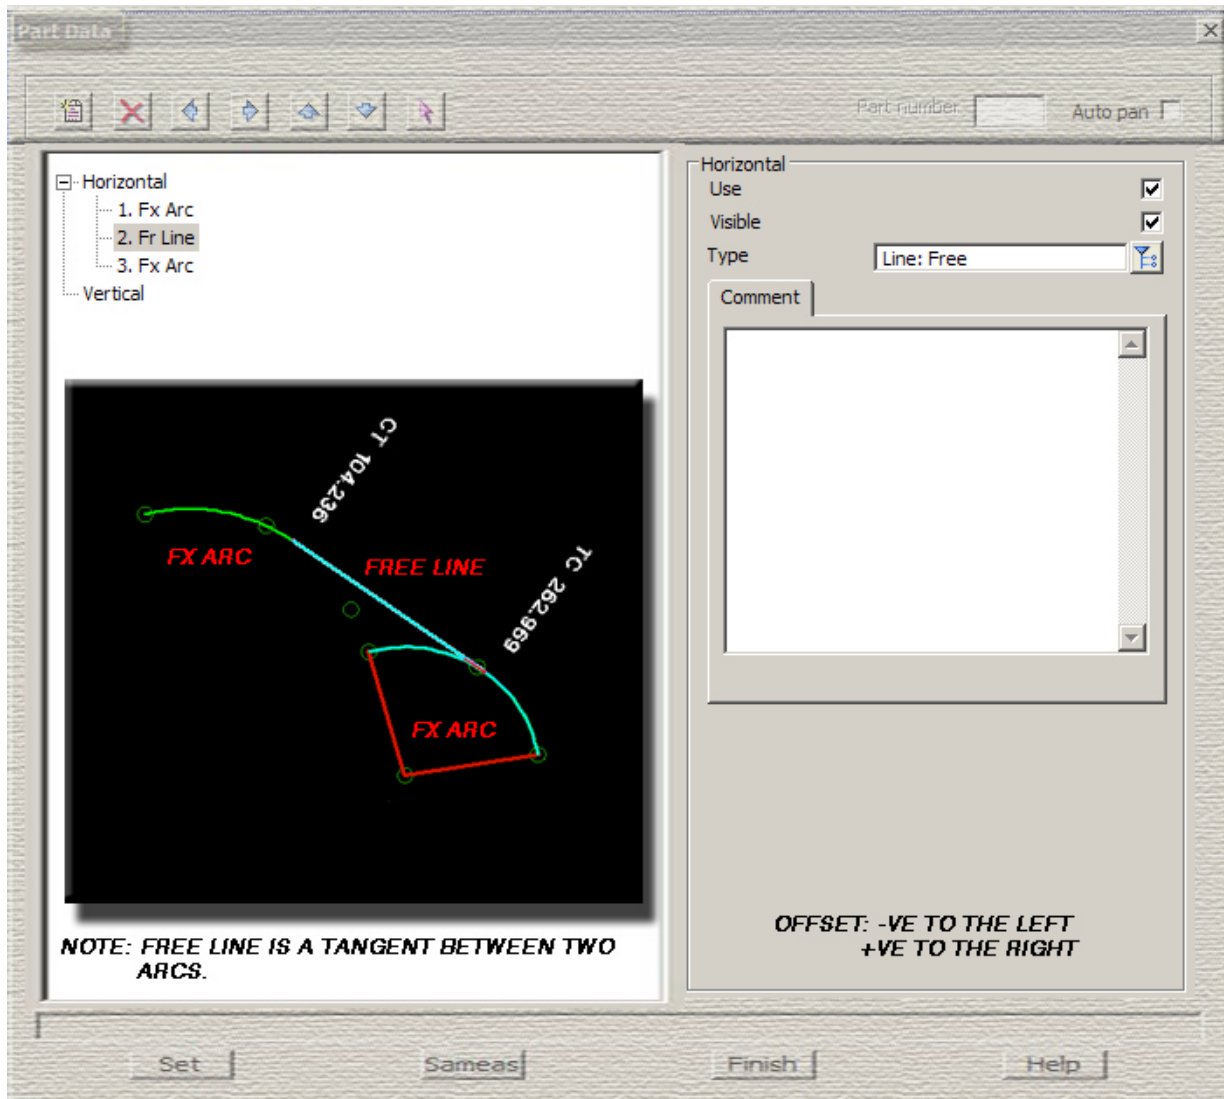 Part Data
Part number Auto pan
Horizontal
1. Fx Arc
2. Fr Line
3. Fx Arc
Vertical
CT 104.236
FX ARC
FREE LINE
TC 262.969
FX ARC
NOTE: FREE LINE IS A TANGENT BETWEEN TWO
ARCS.
Horizontal
Use
Visible
Type Line: Free
Comment
OFFSET: -VE TO THE LEFT
+VE TO THE RIGHT
Set Sameas Finish Help